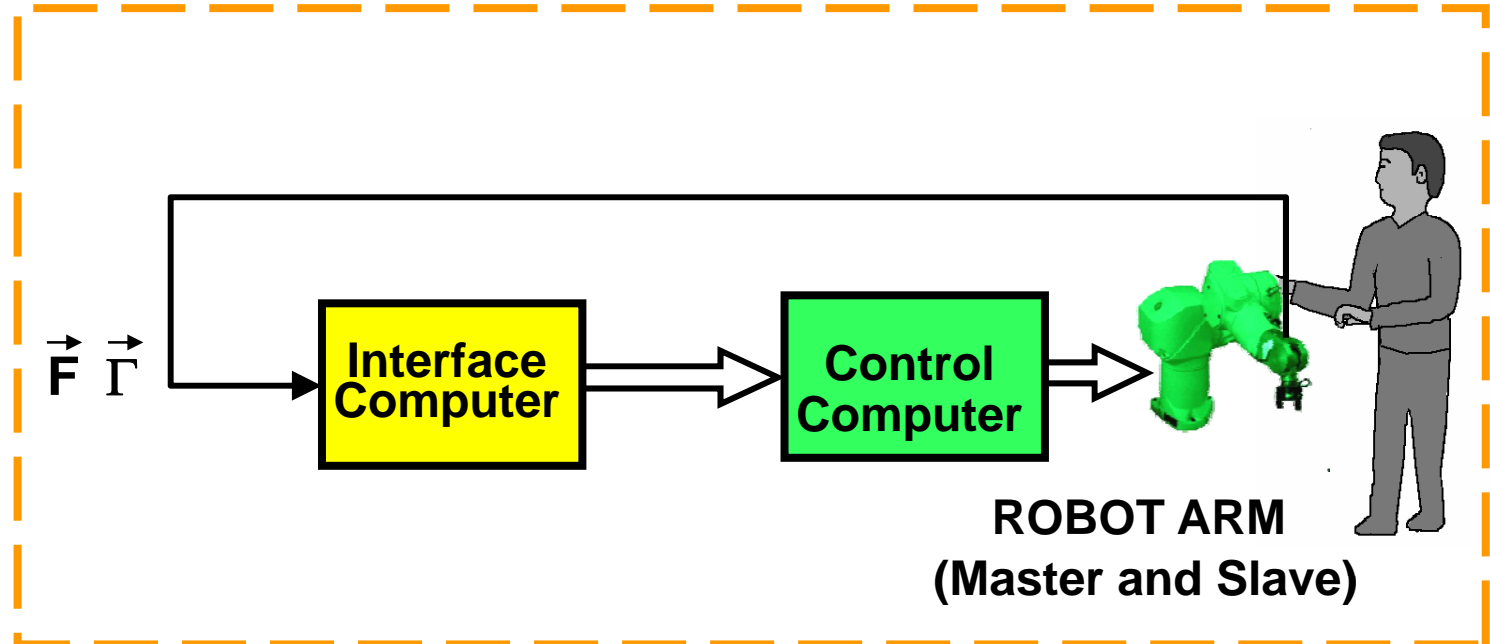 F⃗ Γ⃗
Interface
Computer
Control
Computer
ROBOT ARM
(Master and Slave)